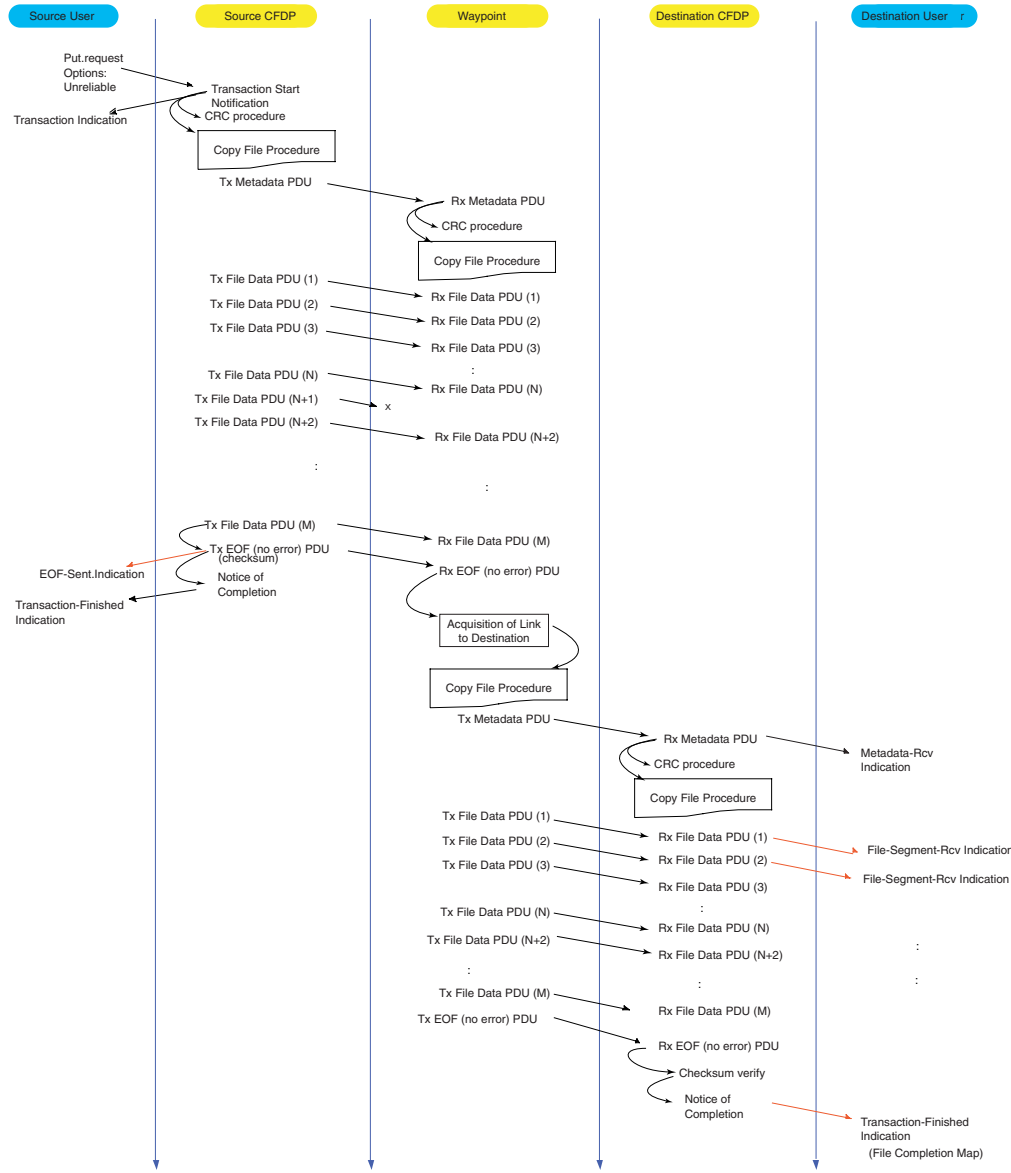 Source User
Source CFDP
Waypoint
Destination CFDP
Destination User r
Put.request
Options:
Unreliable
Transaction Start
Notification
Transaction Indication
CRC procedure
Copy File Procedure
Tx Metadata PDU
Rx Metadata PDU
CRC procedure
Copy File Procedure
Tx File Data PDU (1)
Rx File Data PDU (1)
Tx File Data PDU (2)
Rx File Data PDU (2)
Tx File Data PDU (3)
Rx File Data PDU (3)
:
Tx File Data PDU (N)
Rx File Data PDU (N)
Tx File Data PDU (N+1)
x
Tx File Data PDU (N+2)
Rx File Data PDU (N+2)
:
:
Tx File Data PDU (M)
Rx File Data PDU (M)
Tx EOF (no error) PDU
(checksum)
Rx EOF (no error) PDU
EOF-Sent.Indication
Notice of
Completion
Transaction-Finished
Indication
Acquisition of Link
to Destination
Copy File Procedure
Tx Metadata PDU
Rx Metadata PDU
Metadata-Rcv
Indication
CRC procedure
Copy File Procedure
Tx File Data PDU (1)
Rx File Data PDU (1)
File-Segment-Rcv Indication
Tx File Data PDU (2)
Rx File Data PDU (2)
File-Segment-Rcv Indication
Tx File Data PDU (3)
Rx File Data PDU (3)
:
Tx File Data PDU (N)
Rx File Data PDU (N)
Tx File Data PDU (N+2)
Rx File Data PDU (N+2)
:
:
:
:
Tx File Data PDU (M)
Rx File Data PDU (M)
Tx EOF (no error) PDU
Rx EOF (no error) PDU
Checksum verify
Notice of
Completion
Transaction-Finished
Indication
(File Completion Map)